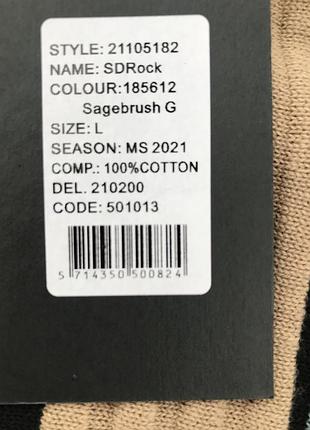 STYLE: 21105182
NAME: SDRock
COLOUR:185612
Sagebrush G
SIZE: L
SEASON: MS 2021
COMP.: 100%COTTON
DEL. 210200
CODE: 501013
5 714350 500824